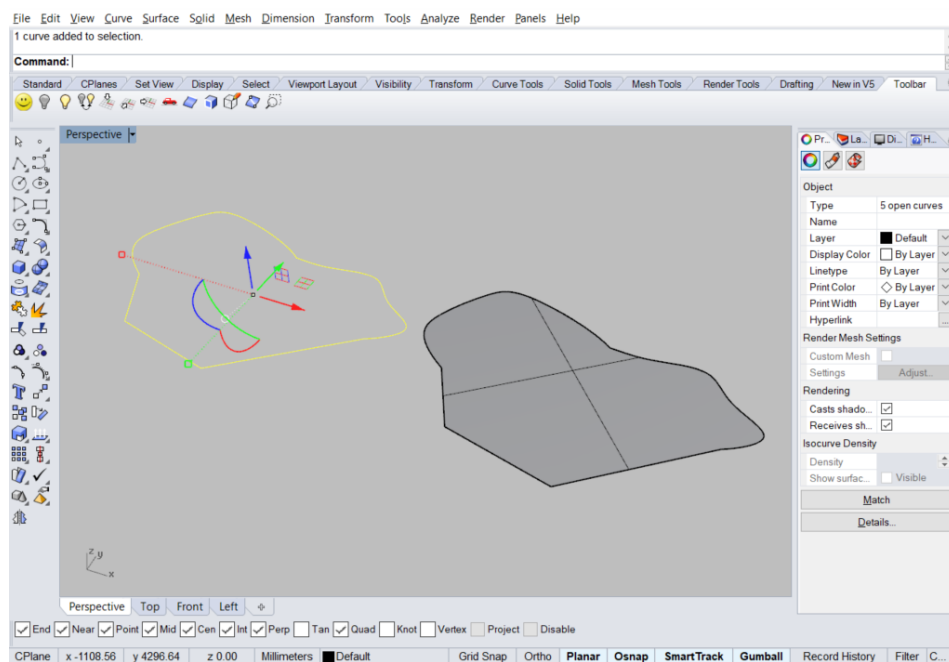 File Edit View Curve Surface Solid Mesh Dimension Transform Tools Analyze Render Panels Help
1 curve added to selection.
Command:
Standard CPlanes Set View Display Select Viewport Layout Visibility Transform Curve Tools Solid Tools Mesh Tools Render Tools Drafting New in V5 Toolbar
Perspective
Pr... La... Di... H...
Object
Type 5 open curves
Name
Layer Default
Display Color By Layer
Linetype By Layer
Print Color By Layer
Print Width By Layer
Hyperlink ...
Render Mesh Settings
Custom Mesh
Settings Adjust...
Rendering
Casts shado...
Receives sh...
Isocurve Density
Density
Show surfac... Visible
Match
Details...
z y
x
Perspective Top Front Left
End Near Point Mid Cen Int Perp Tan Quad Knot Vertex Project Disable
CPlane x -1108.56 y 4296.64 z 0.00 Millimeters Default Grid Snap Ortho Planar Osnap SmartTrack Gumball Record History Filter C